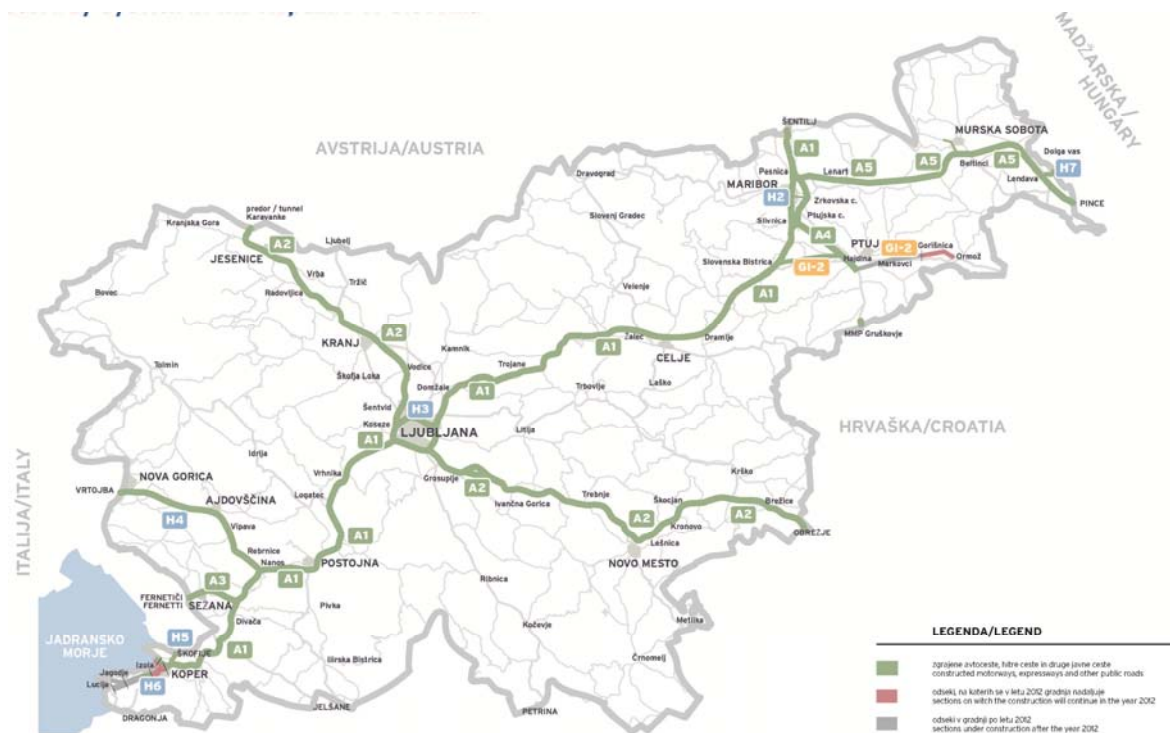 MADŽARSKA /
HUNGARY
AVSTRIJA/AUSTRIA
HRVAŠKA/CROATIA
ITALIJA/ITALY
JADRANSKO
MORJE
ŠENTILJ
A1
MURSKA SOBOTA
Dolga vas
H7
Pesnica
Lenart
A5
A5
Beltinci
A5
Lendava
PINCE
Dravograd
MARIBOR
H2
Zrkovska c.
Ptujska c.
Slovenj Gradec
Slivnica
A4
PTUJ
GI-2
Gorišnica
Ormož
Hajdina
Markovci
Slovenska Bistrica
GI-2
A1
MMP Gruškovje
predor / tunnel
Karavanke
Kranjska Gora
A2
Ljubelj
JESENICE
Vrba
Tržič
Radovljica
Bovec
Velenje
A2
KRANJ
Kamnik
A1
Žalec
CELJE
Dramlje
Tolmin
Škofja Loka
Vodice
Domžale
Trojane
A1
Trbovlje
Laško
H3
Šentvid
Koseze
A1
LJUBLJANA
Litija
Idrija
Vrhnika
Logatec
Grosuplje
A2
Ivančna Gorica
Trebnje
Škocjan
Krško
Brežice
A2
A2
Kronovo
Lešnica
OBREŽJE
NOVO MESTO
NOVA GORICA
VRTOJBA
AJDOVŠČINA
H4
Vipava
A1
Rebrnice
Nanos
POSTOJNA
A1
A3
FERNETIČI
FERNETTI
SEŽANA
Divača
Pivka
Ribnica
Kočevje
Metlika
Črnomelj
H5
ŠKOFIJE
A1
Izola
KOPER
Jagodje
Lucija
H6
DRAGONJA
Ilirska Bistrica
JELŠANE
PETRINA
LEGENDA/LEGEND
zgrajene avtoceste, hitre ceste in druge javne ceste
constructed motorways, expressways and other public roads
odseki, na katerih se v letu 2012 gradnja nadaljuje
sections on witch the construction will continue in the year 2012
odseki v gradnji po letu 2012
sections under construction after the year 2012